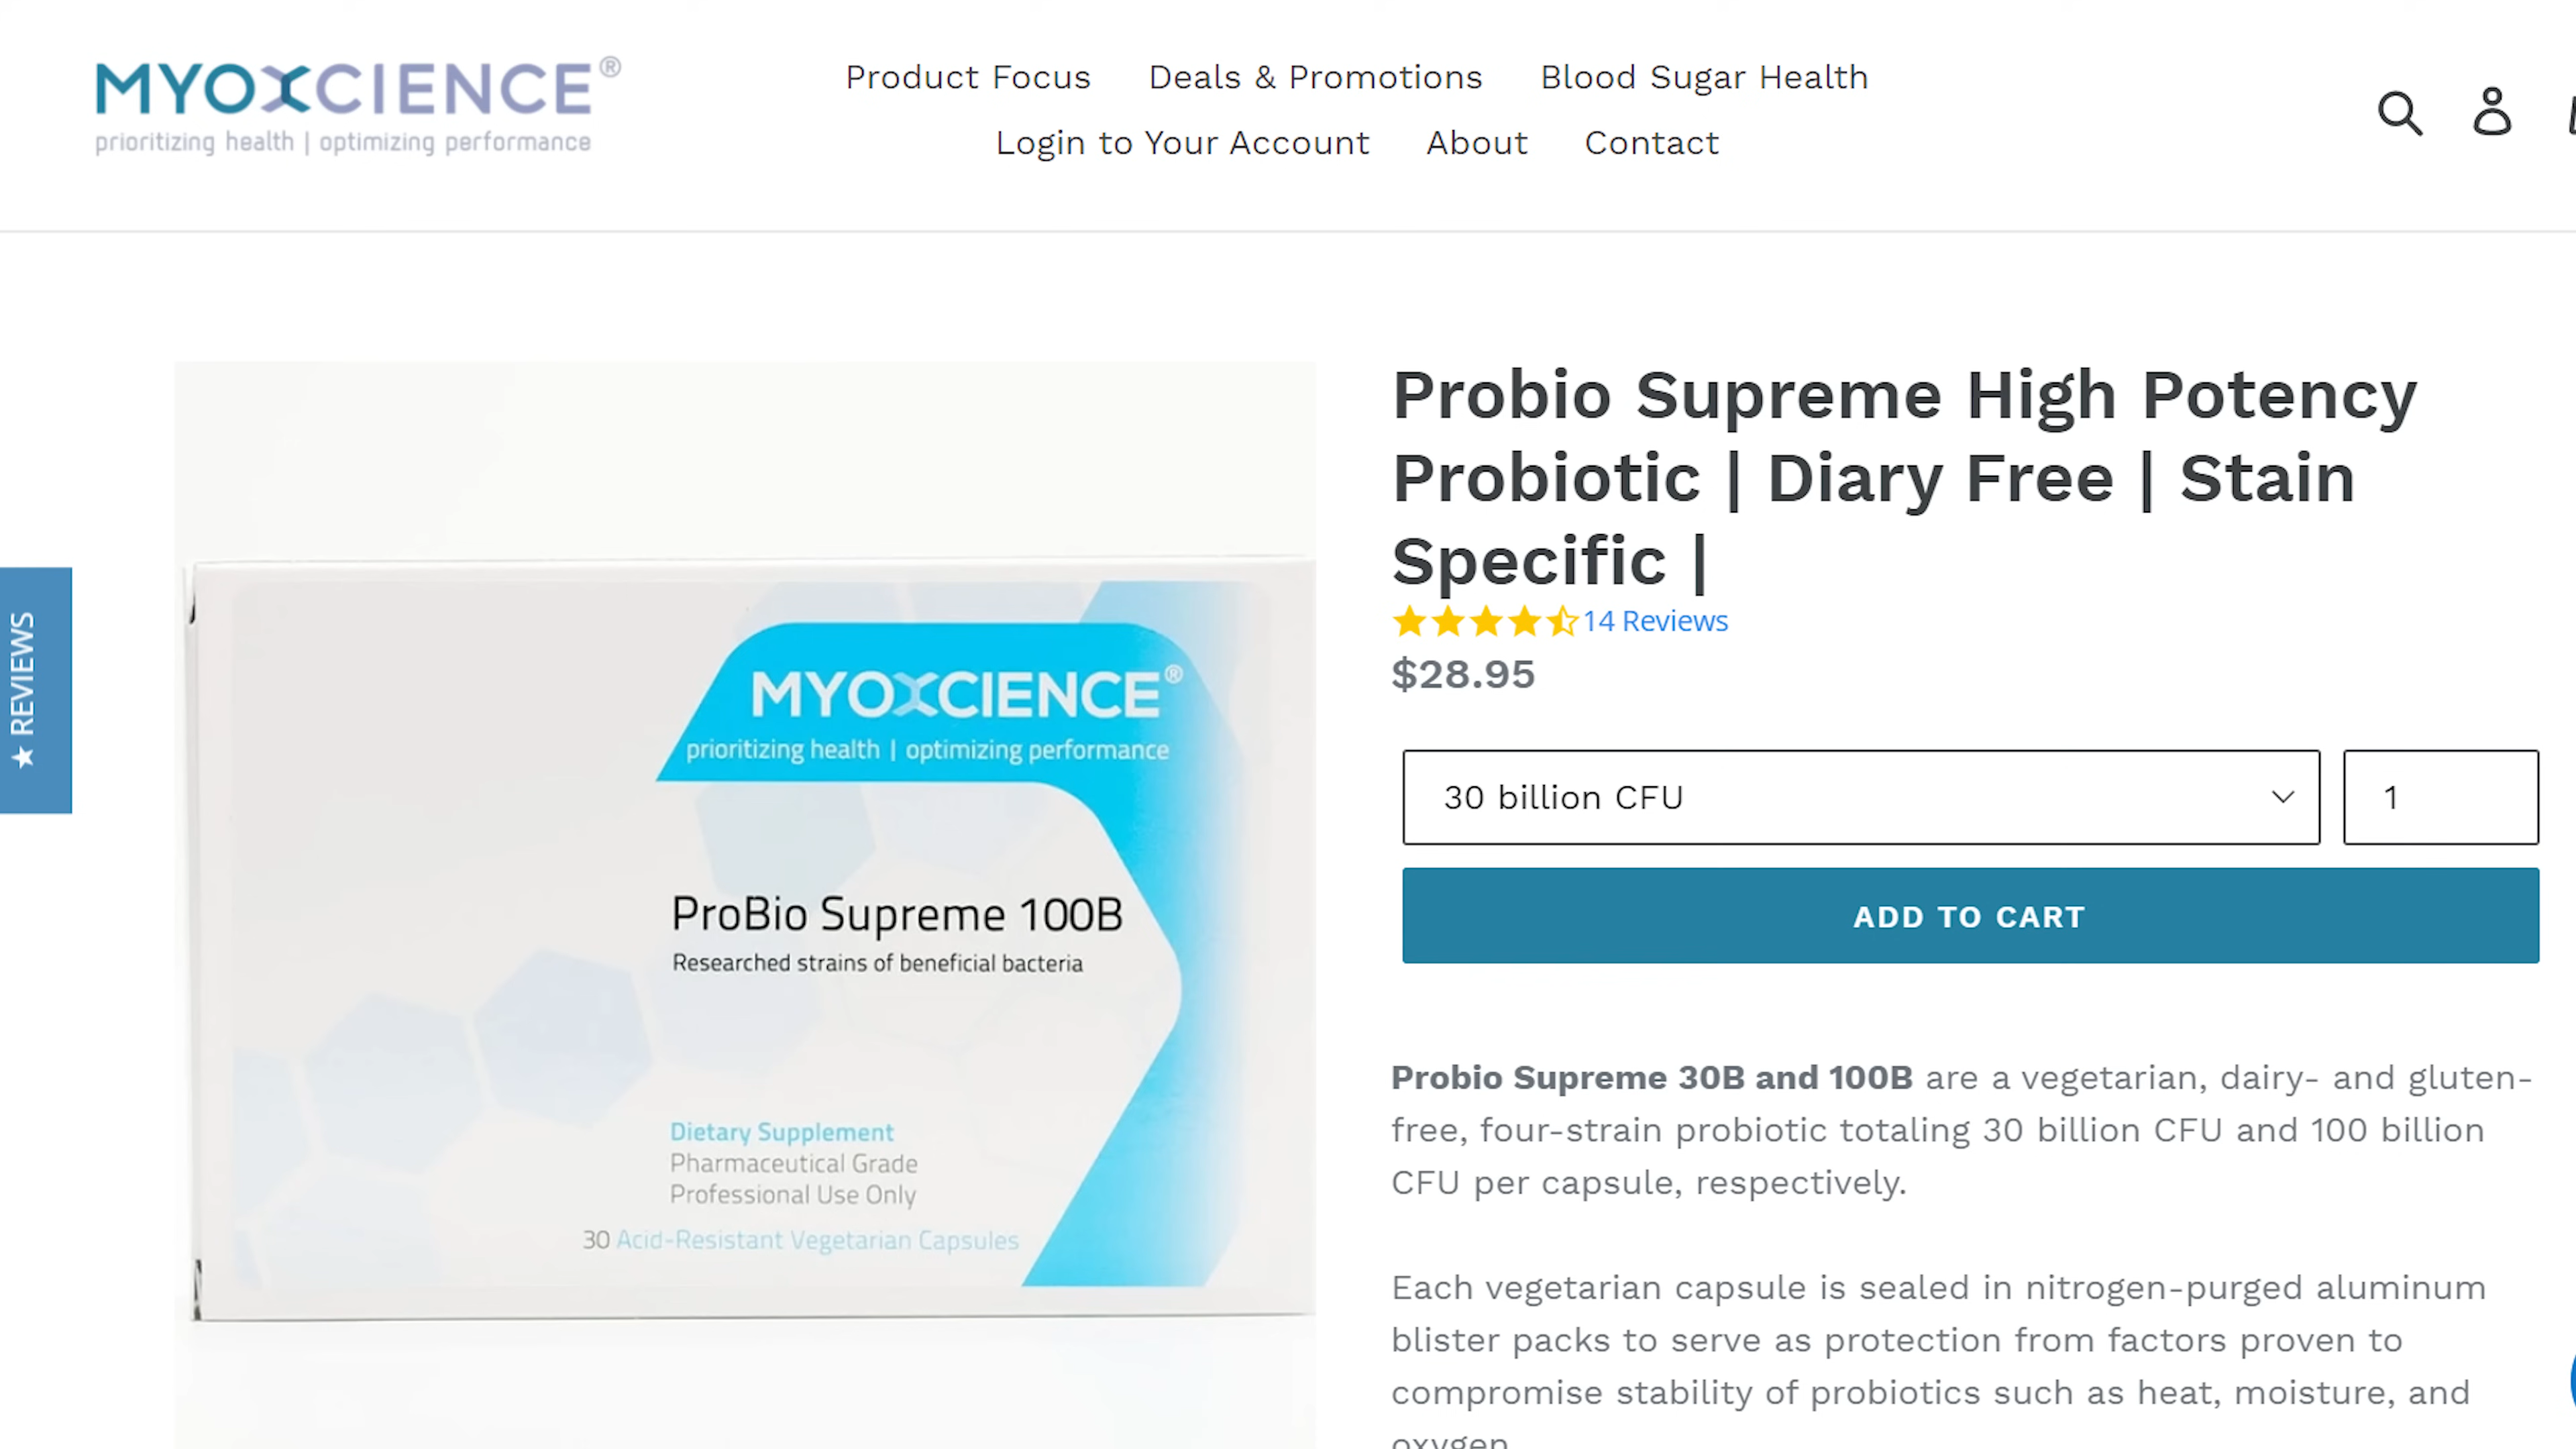 MYOXCIENCE®
prioritizing health | optimizing performance
Product Focus Deals & Promotions Blood Sugar Health
Login to Your Account About Contact
★ REVIEWS
MYOXCIENCE®
prioritizing health | optimizing performance
ProBio Supreme 100B
Researched strains of beneficial bacteria
Dietary Supplement
Pharmaceutical Grade
Professional Use Only
30 Acid-Resistant Vegetarian Capsules
Probio Supreme High Potency
Probiotic | Diary Free | Stain
Specific |
14 Reviews
$28.95
30 billion CFU 1
ADD TO CART
Probio Supreme 30B and 100B are a vegetarian, dairy- and gluten-
free, four-strain probiotic totaling 30 billion CFU and 100 billion
CFU per capsule, respectively.
Each vegetarian capsule is sealed in nitrogen-purged aluminum
blister packs to serve as protection from factors proven to
compromise stability of probiotics such as heat, moisture, and
oxygen